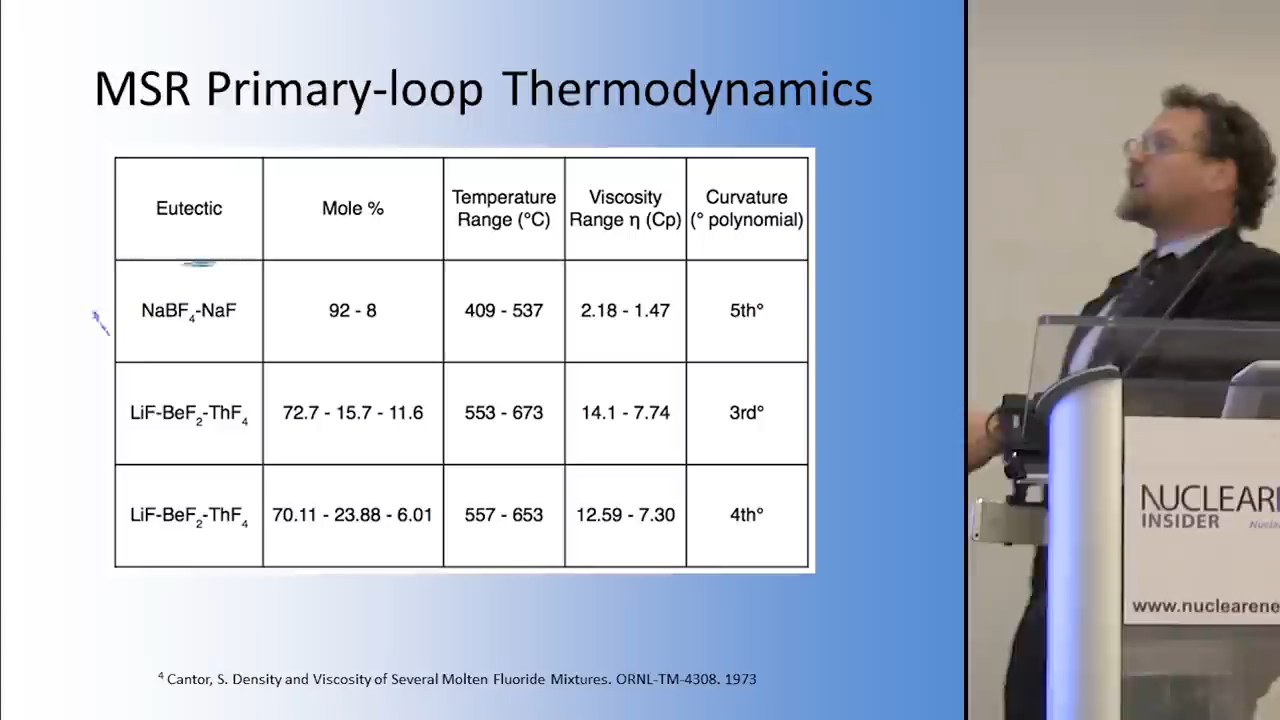 MSR Primary-loop Thermodynamics
Eutectic
Mole %
Temperature
Range (°C)
Viscosity
Range η (Cp)
Curvature
(° polynomial)
NaBF₄-NaF
92 - 8
409 - 537
2.18 - 1.47
5th°
LiF-BeF₂-ThF₄
72.7 - 15.7 - 11.6
553 - 673
14.1 - 7.74
3rd°
LiF-BeF₂-ThF₄
70.11 - 23.88 - 6.01
557 - 653
12.59 - 7.30
4th°
⁴ Cantor, S. Density and Viscosity of Several Molten Fluoride Mixtures. ORNL-TM-4308. 1973
NUCLEAR
INSIDER
www.nuclearene